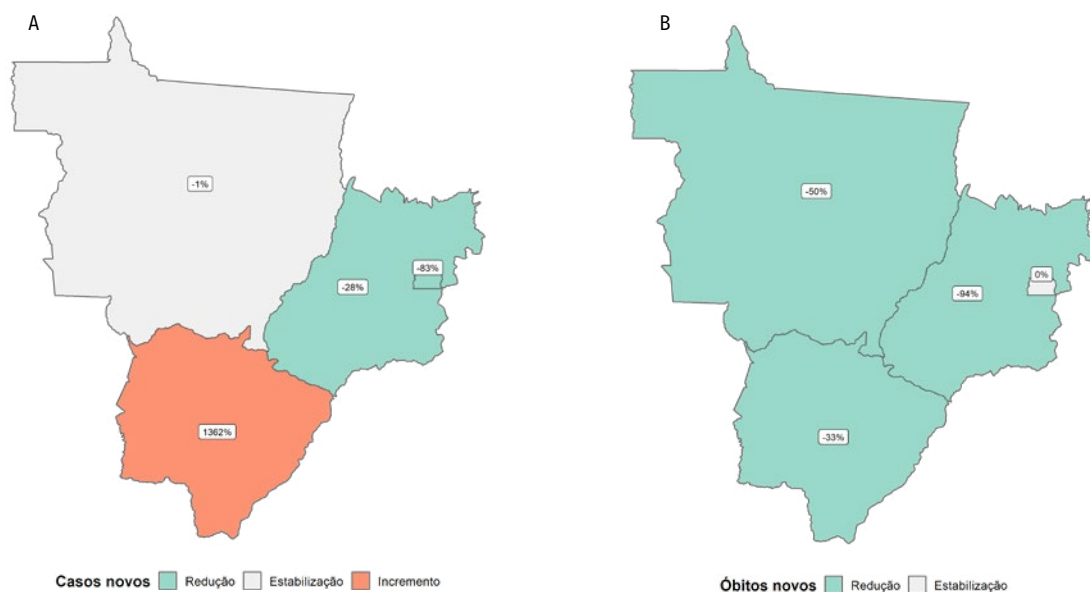 A
-1%
-83%
-28%
1362%
Casos novos Redução Estabilização Incremento
B
-50%
0%
-94%
-33%
Óbitos novos Redução Estabilização